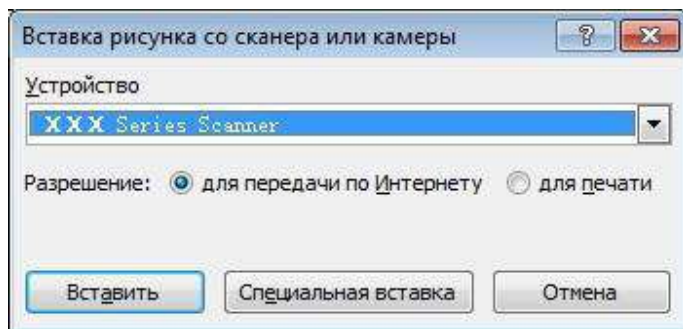 Вставка рисунка со сканера или камеры
Устройство
XXX Series Scanner
Разрешение: для передачи по Интернету для печати
Вставить Специальная вставка Отмена